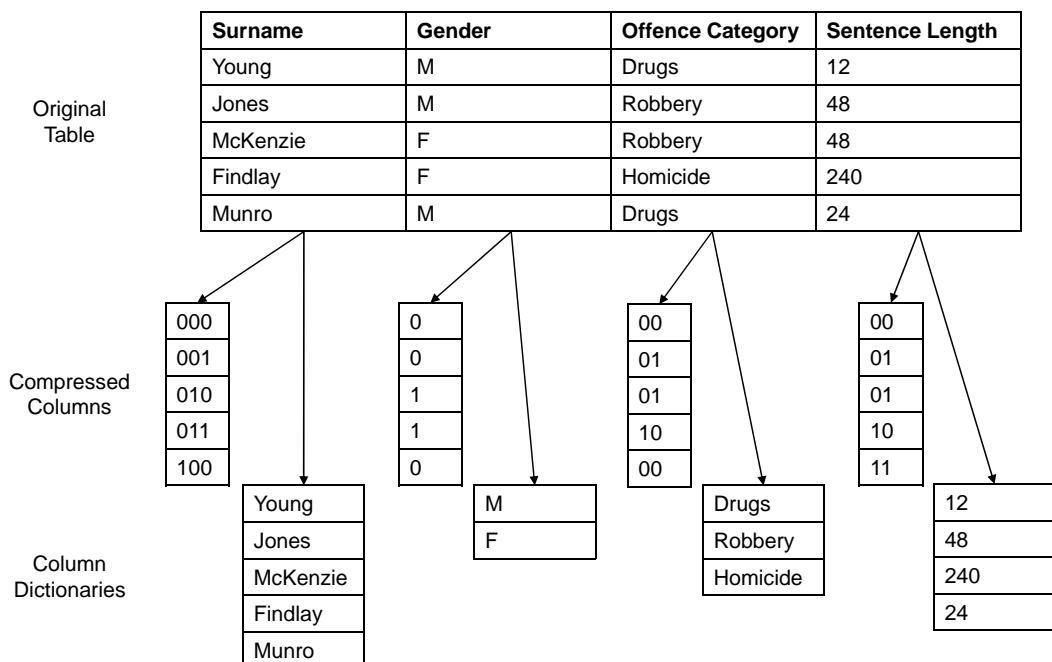 Surname Gender Offence Category Sentence Length
Young M Drugs 12
Jones M Robbery 48
McKenzie F Robbery 48
Findlay F Homicide 240
Munro M Drugs 24
Original
Table
000 0 00 00
001 0 01 01
010 1 01 01
011 1 10 10
100 0 00 11
Compressed
Columns
Young M Drugs 12
Jones F Robbery 48
McKenzie Homicide 240
Findlay 24
Munro
Column
Dictionaries